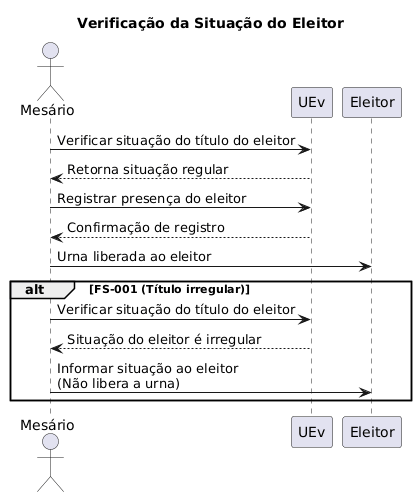 Verificação da Situação do Eleitor
Mesário
UEv
Eleitor
Verificar situação do título do eleitor
Retorna situação regular
Registrar presença do eleitor
Confirmação de registro
Urna liberada ao eleitor
alt [FS-001 (Título irregular)]
Verificar situação do título do eleitor
Situação do eleitor é irregular
Informar situação ao eleitor
(Não libera a urna)
Mesário
UEv
Eleitor